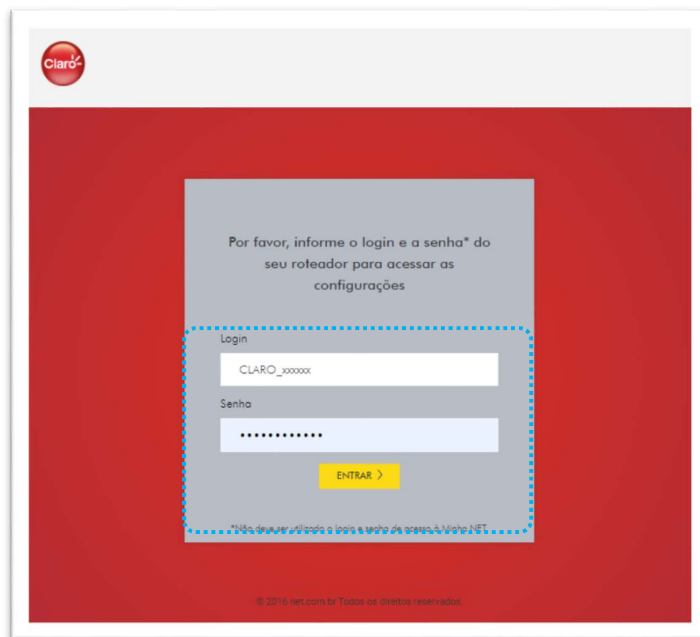 Claro
Por favor, informe o login e a senha* do
seu roteador para acessar as
configurações
Login
CLARO_xxxxxx
Senha
••••••••••••
ENTRAR >
*Não deve ser utilizado o login e senha de acesso à Minha NET
© 2016 net.com.br Todos os direitos reservados.